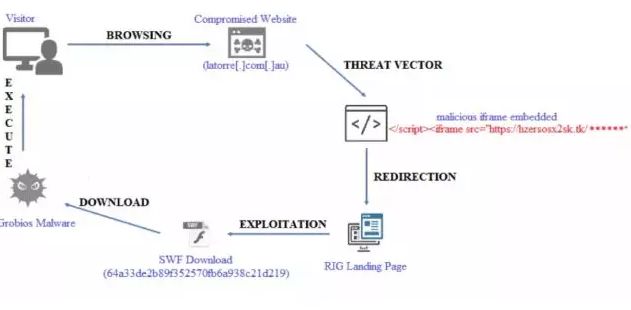 Visitor
Compromised Website
BROWSING
(latorre[.]com[.]au)
THREAT VECTOR
malicious iframe embedded
</script><iframe src="https://hzersosx2sk.tk/******"
REDIRECTION
RIG Landing Page
EXPLOITATION
SWF
SWF Download
(64a33de2b89f352570fb6a938c21d219)
DOWNLOAD
Grobios Malware
EXECUTE